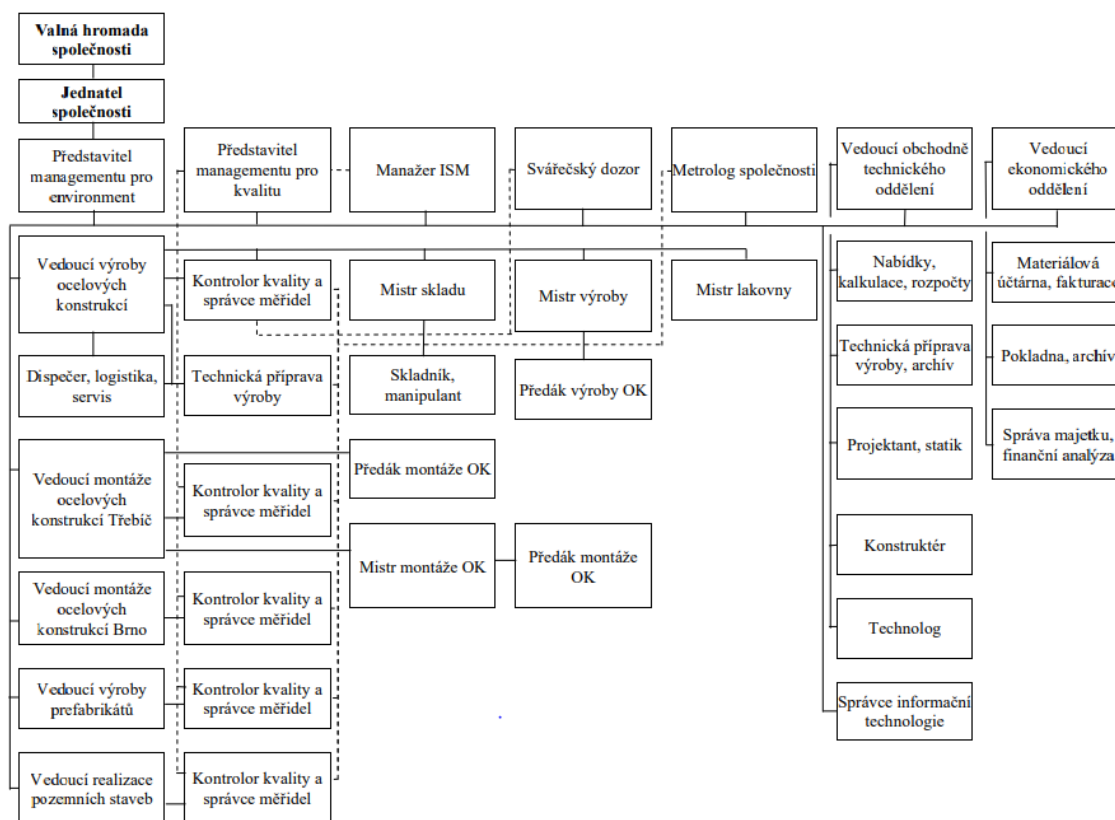 Valná hromada
společnosti
Jednatel
společnosti
Představitel
managementu pro
environment
Představitel
managementu pro
kvalitu
Manažer ISM
Svářečský dozor
Metrolog společnosti
Vedoucí obchodně
technického
oddělení
Vedoucí
ekonomického
oddělení
Vedoucí výroby
ocelových
konstrukcí
Kontrolor kvality a
správce měřidel
Mistr skladu
Mistr výroby
Mistr lakovny
Nabídky,
kalkulace, rozpočty
Materiálová
účtárna, fakturace
Dispečer, logistika,
servis
Technická příprava
výroby
Skladník,
manipulant
Předák výroby OK
Technická příprava
výroby, archív
Pokladna, archív
Vedoucí montáže
ocelových
konstrukcí Třebíč
Kontrolor kvality a
správce měřidel
Předák montáže OK
Projektant, statik
Správa majetku,
finanční analýza
Mistr montáže OK
Předák montáže
OK
Konstruktér
Vedoucí montáže
ocelových
konstrukcí Brno
Kontrolor kvality a
správce měřidel
Technolog
Vedoucí výroby
prefabrikátů
Kontrolor kvality a
správce měřidel
Správce informační
technologie
Vedoucí realizace
pozemních staveb
Kontrolor kvality a
správce měřidel